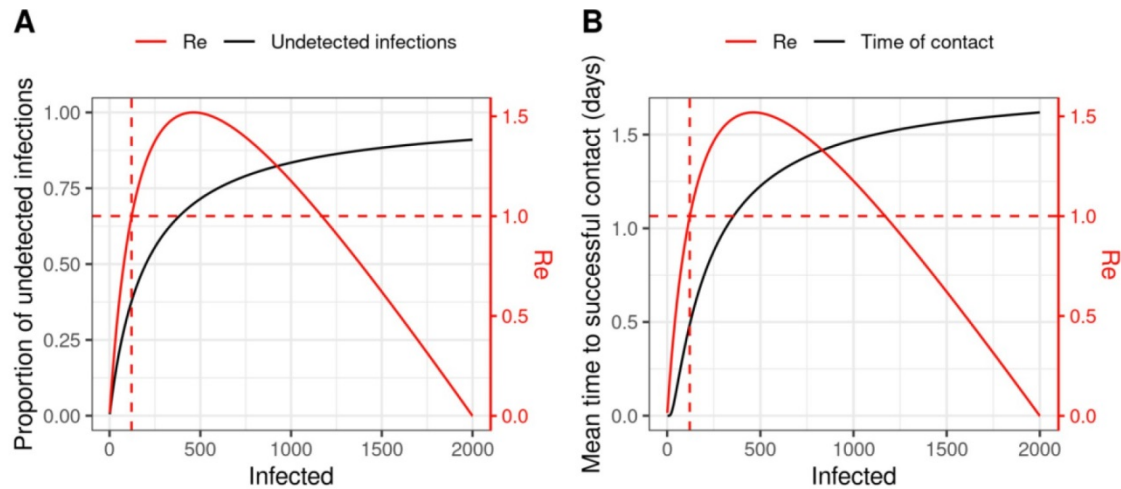 A
Re
Undetected infections
Proportion of undetected infections
1.00
0.75
0.50
0.25
0.00
1.5
1.0
0.5
0.0
Re
0
500
1000
1500
2000
Infected
B
Re
Time of contact
Mean time to successful contact (days)
1.5
1.0
0.5
0.0
1.5
1.0
0.5
0.0
Re
0
500
1000
1500
2000
Infected